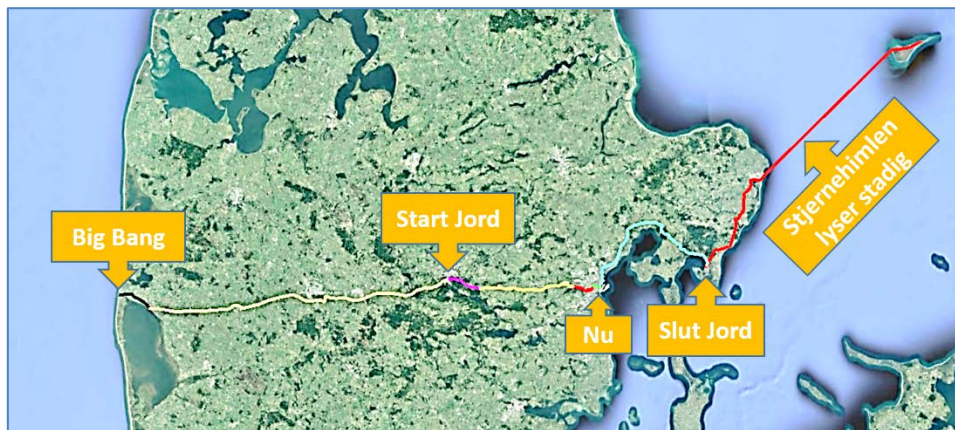 Big Bang
Start Jord
Nu
Slut Jord
Stjernehimlen
lyser stadig